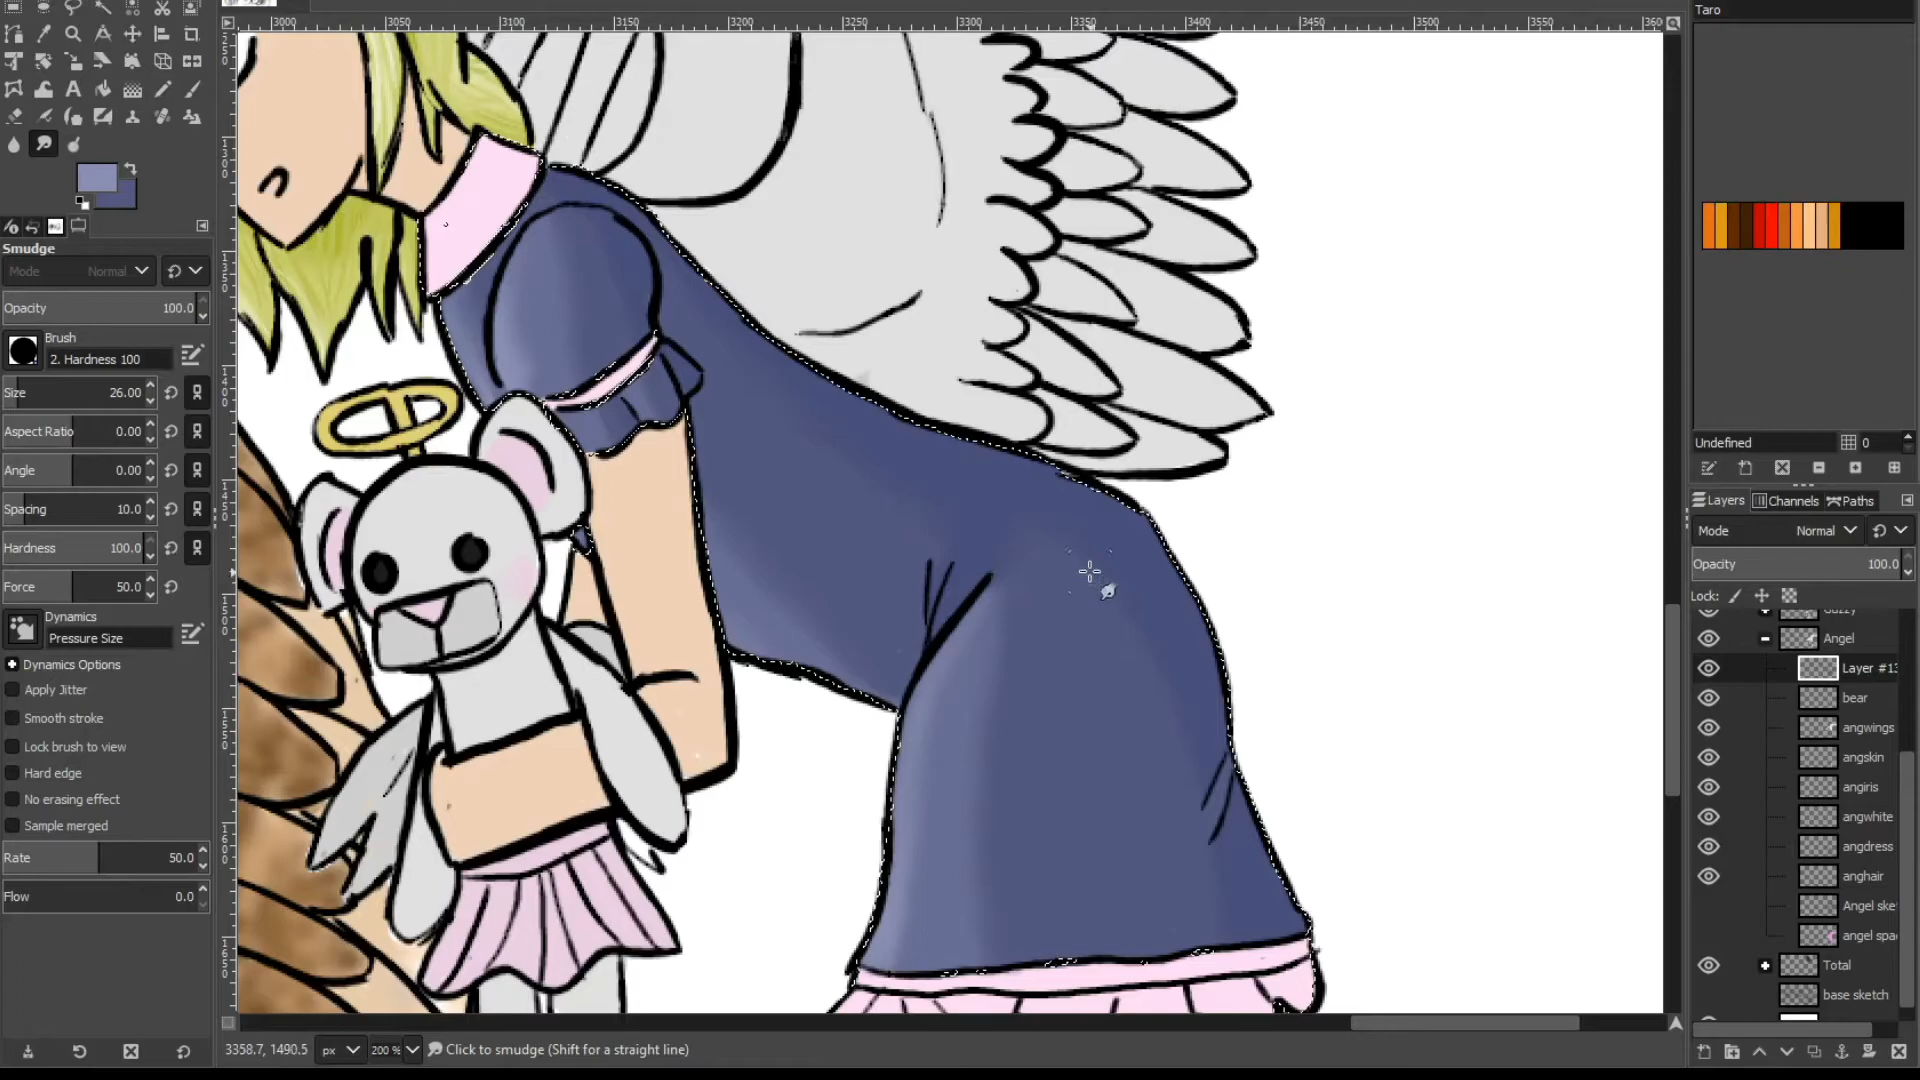 3000 3050 3100 3150 3200 3250 3300 3350 3400 3450 3500 3550 360
Taro
Smudge
Mode Normal
Opacity 100.0
Brush
2. Hardness 100
Size 26.00
Aspect Ratio 0.00
Angle 0.00
Spacing 10.0
Hardness 100.0
Force 50.0
Dynamics
Pressure Size
Dynamics Options
Apply Jitter
Smooth stroke
Lock brush to view
Hard edge
No erasing effect
Sample merged
Rate 50.0
Flow 0.0
3358.7, 1490.5 px 200 % Click to smudge (Shift for a straight line)
Undefined 0
Layers Channels Paths
Mode Normal
Opacity 100.0
Lock:
Angel
Layer #13
bear
angwings
angskin
angiris
angwhite
angdress
anghair
Angel ske
angel spa
Total
base sketch